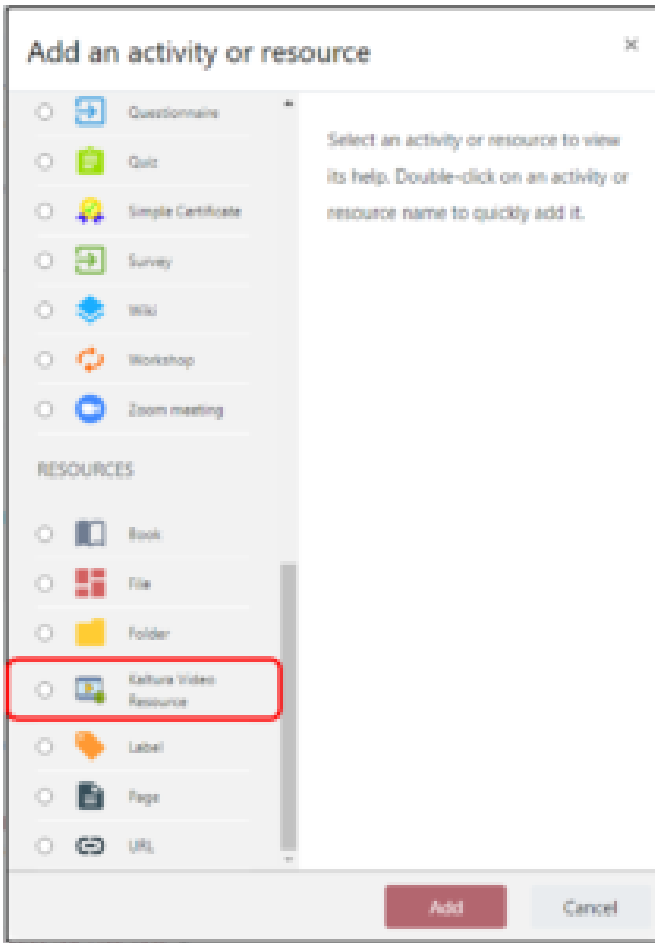 Add an activity or resource
×
Questionnaire
Quiz
Simple Certificate
Survey
Wiki
Workshop
Zoom meeting
RESOURCES
Book
File
Folder
Kaltura Video
Resource
Label
Page
URL
Select an activity or resource to view
its help. Double-click on an activity or
resource name to quickly add it.
Add
Cancel